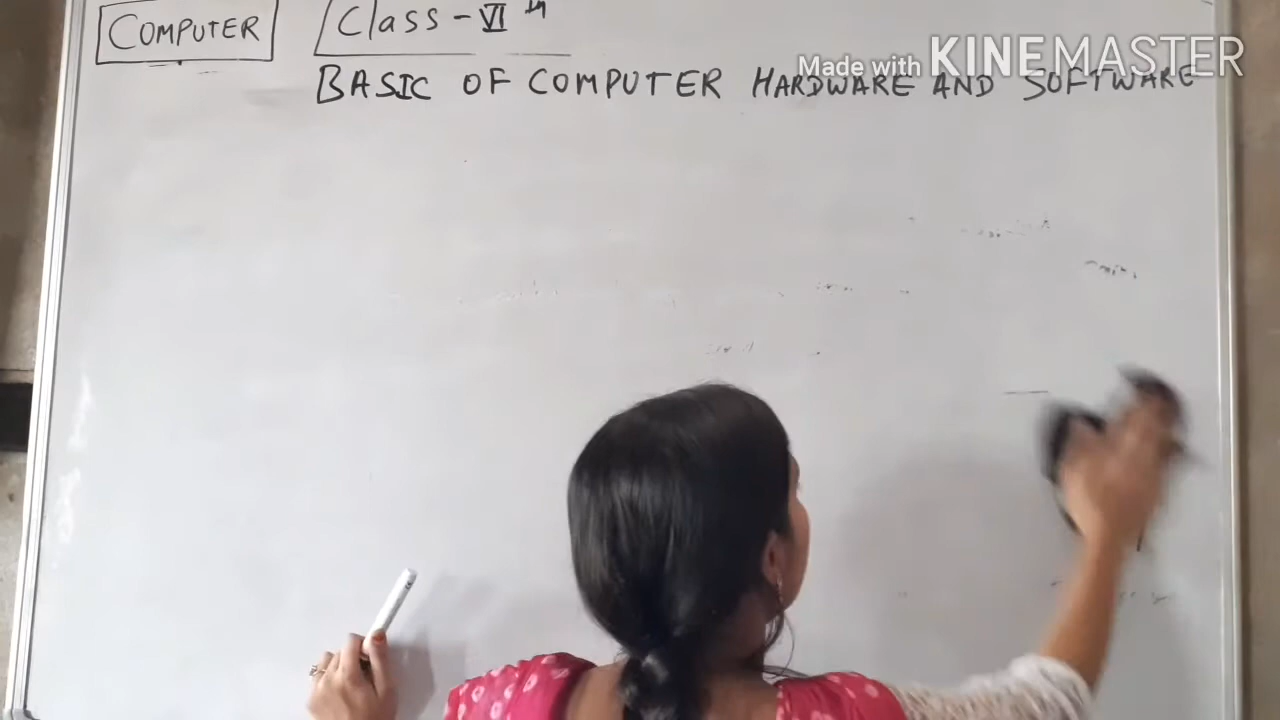 COMPUTER Class - VI th
Made with KINEMASTER
BASIC OF COMPUTER HARDWARE AND SOFTWARE